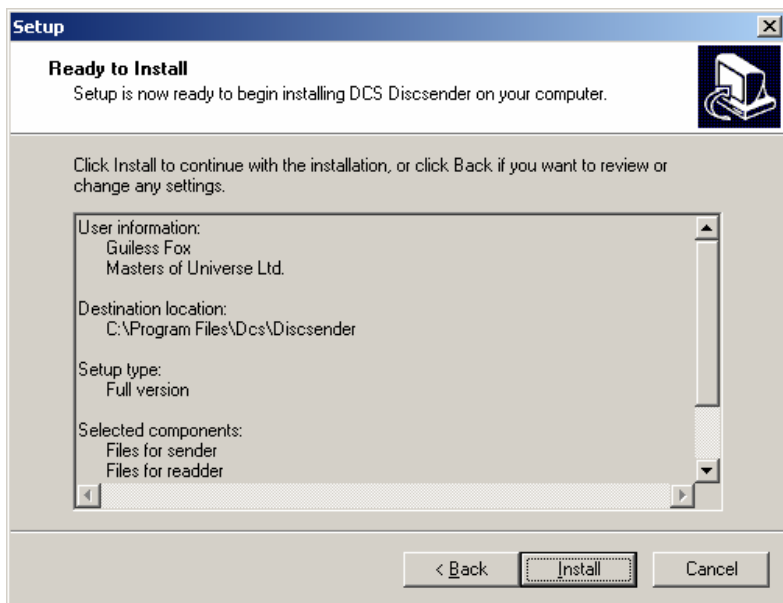 Setup
Ready to Install
Setup is now ready to begin installing DCS Discsender on your computer.
Click Install to continue with the installation, or click Back if you want to review or
change any settings.
User information:
Guiless Fox
Masters of Universe Ltd.
Destination location:
C:\Program Files\Dcs\Discsender
Setup type:
Full version
Selected components:
Files for sender
Files for readder
< Back
Install
Cancel